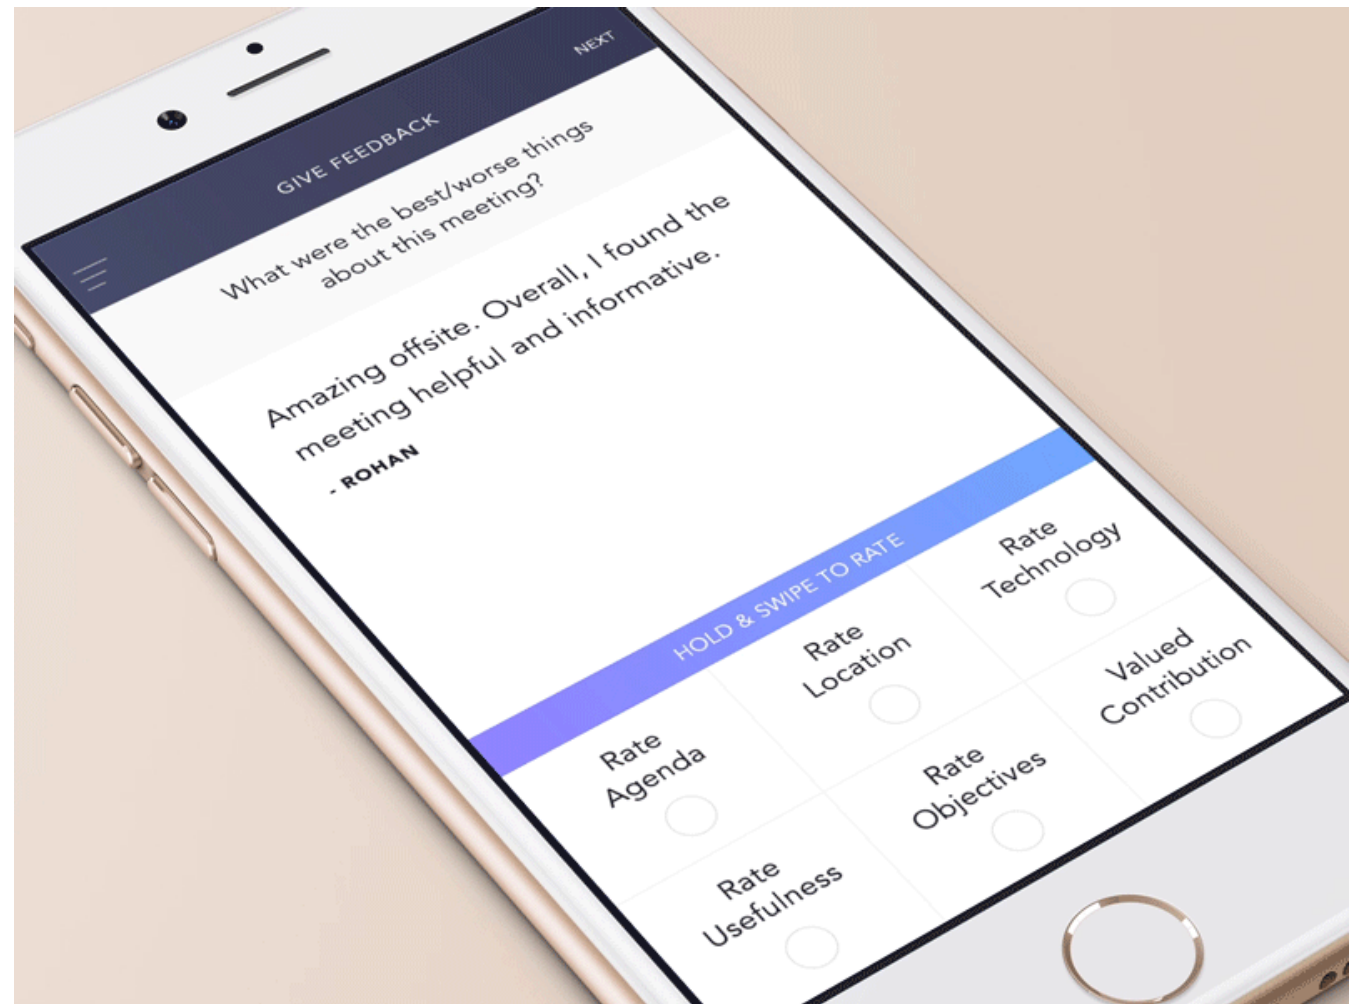 NEXT
GIVE FEEDBACK
What were the best/worse things
about this meeting?
Amazing offsite. Overall, I found the
meeting helpful and informative.
- ROHAN
HOLD & SWIPE TO RATE
Rate
Agenda
Rate
Location
Rate
Technology
Rate
Usefulness
Rate
Objectives
Valued
Contribution